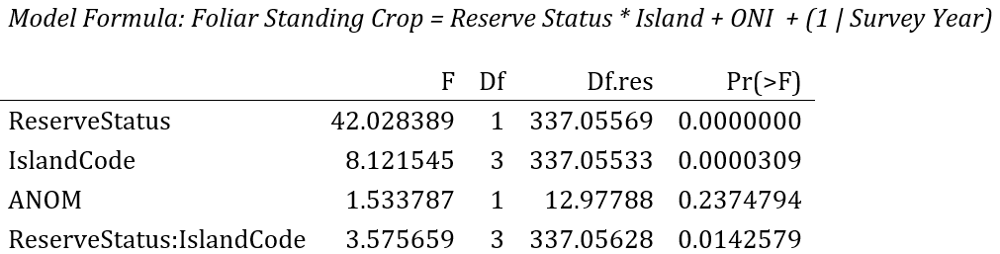 Model Formula: Foliar Standing Crop = Reserve Status * Island + ONI + (1 | Survey Year)
F Df Df.res Pr(>F)
ReserveStatus 42.028389 1 337.05569 0.0000000
IslandCode 8.121545 3 337.05533 0.0000309
ANOM 1.533787 1 12.97788 0.2374794
ReserveStatus:IslandCode 3.575659 3 337.05628 0.0142579